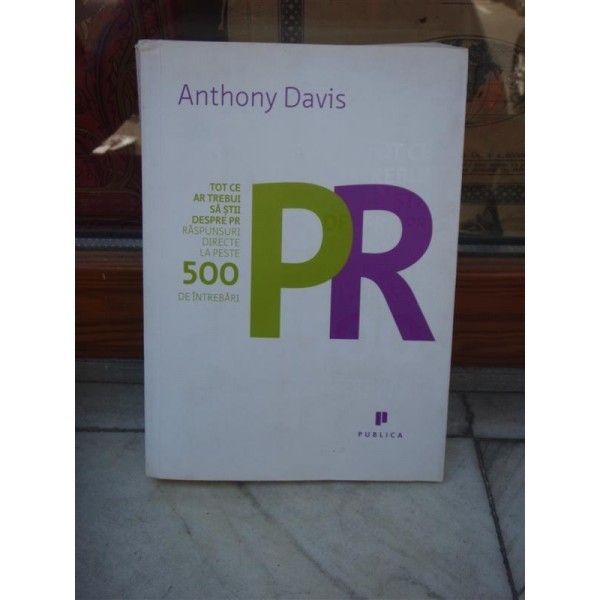 Anthony Davis
TOT CE
AR TREBUI
SĂ ȘTII
DESPRE PR
RĂSPUNSURI
DIRECTE
LA PESTE
500
DE ÎNTREBĂRI
PR
PUBLICA